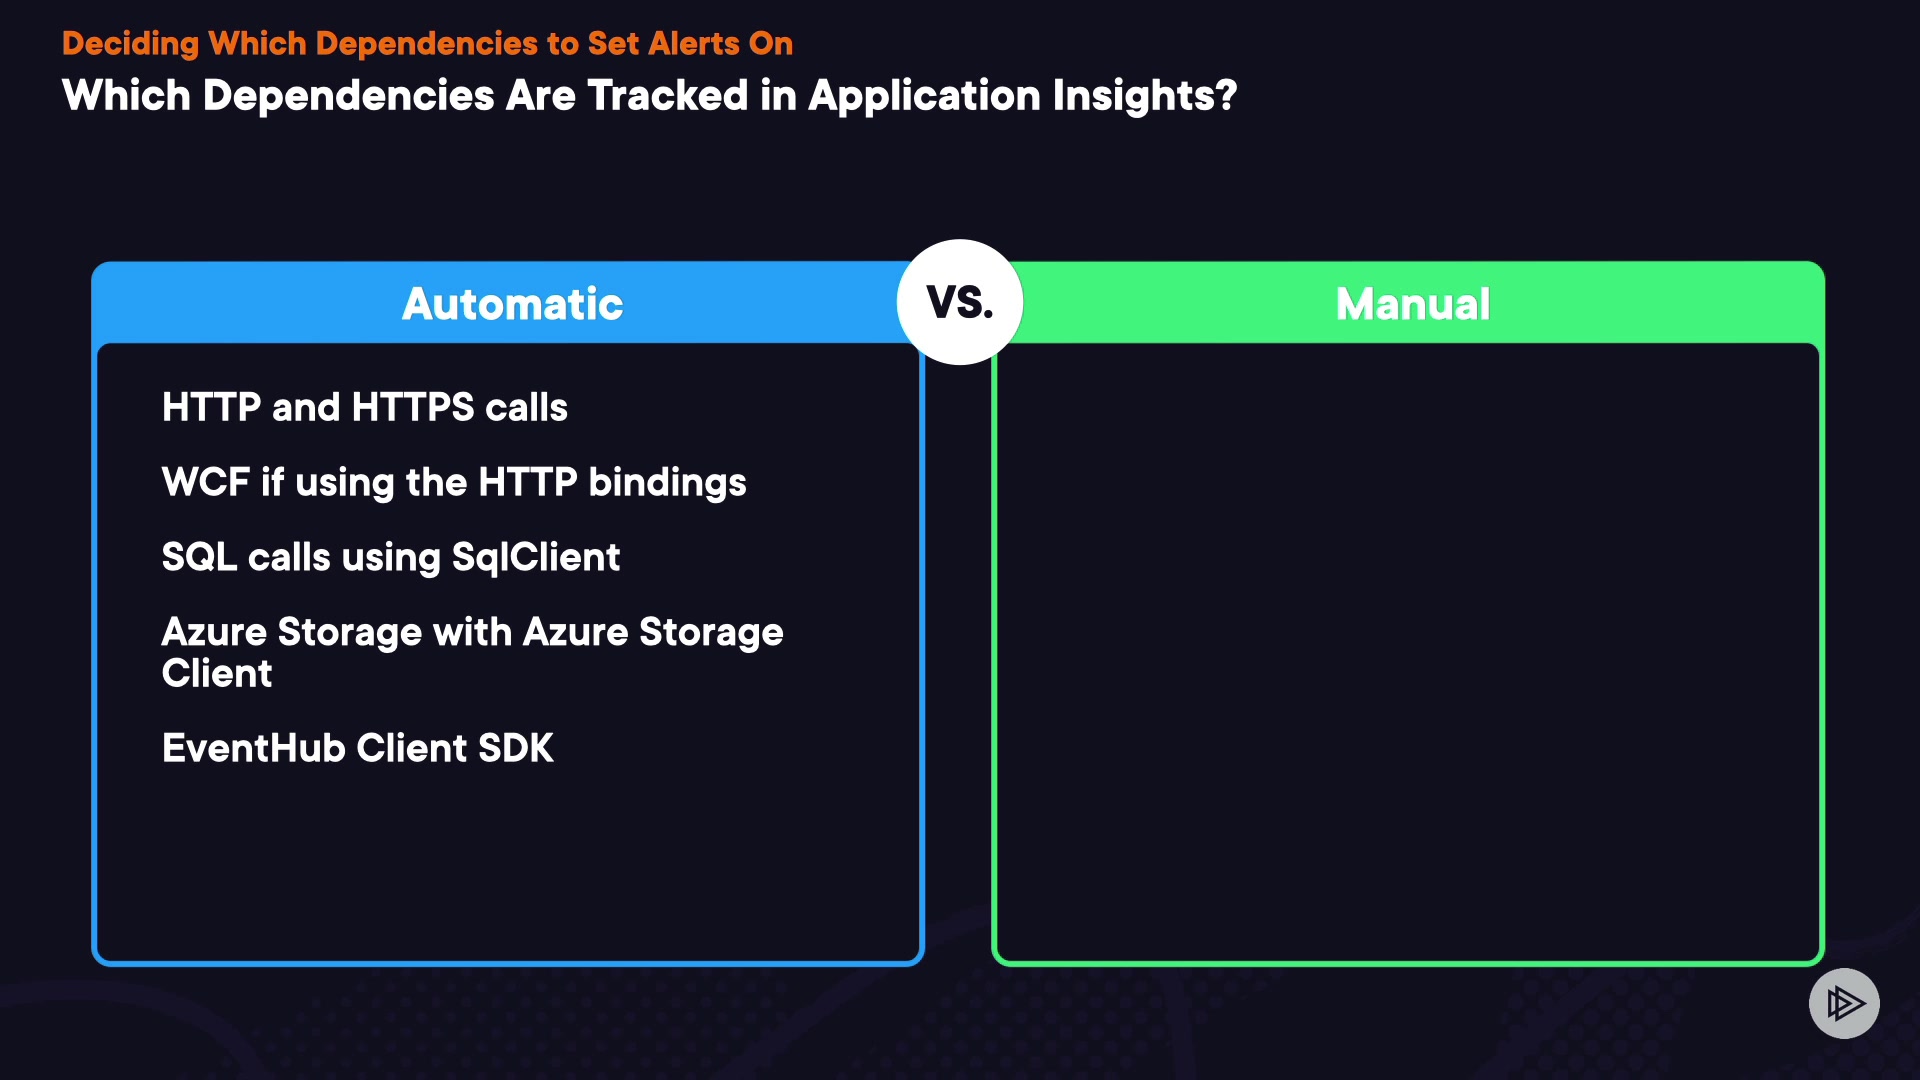 Deciding Which Dependencies to Set Alerts On
Which Dependencies Are Tracked in Application Insights?
Automatic
VS.
Manual
HTTP and HTTPS calls
WCF if using the HTTP bindings
SQL calls using SqlClient
Azure Storage with Azure Storage
Client
EventHub Client SDK